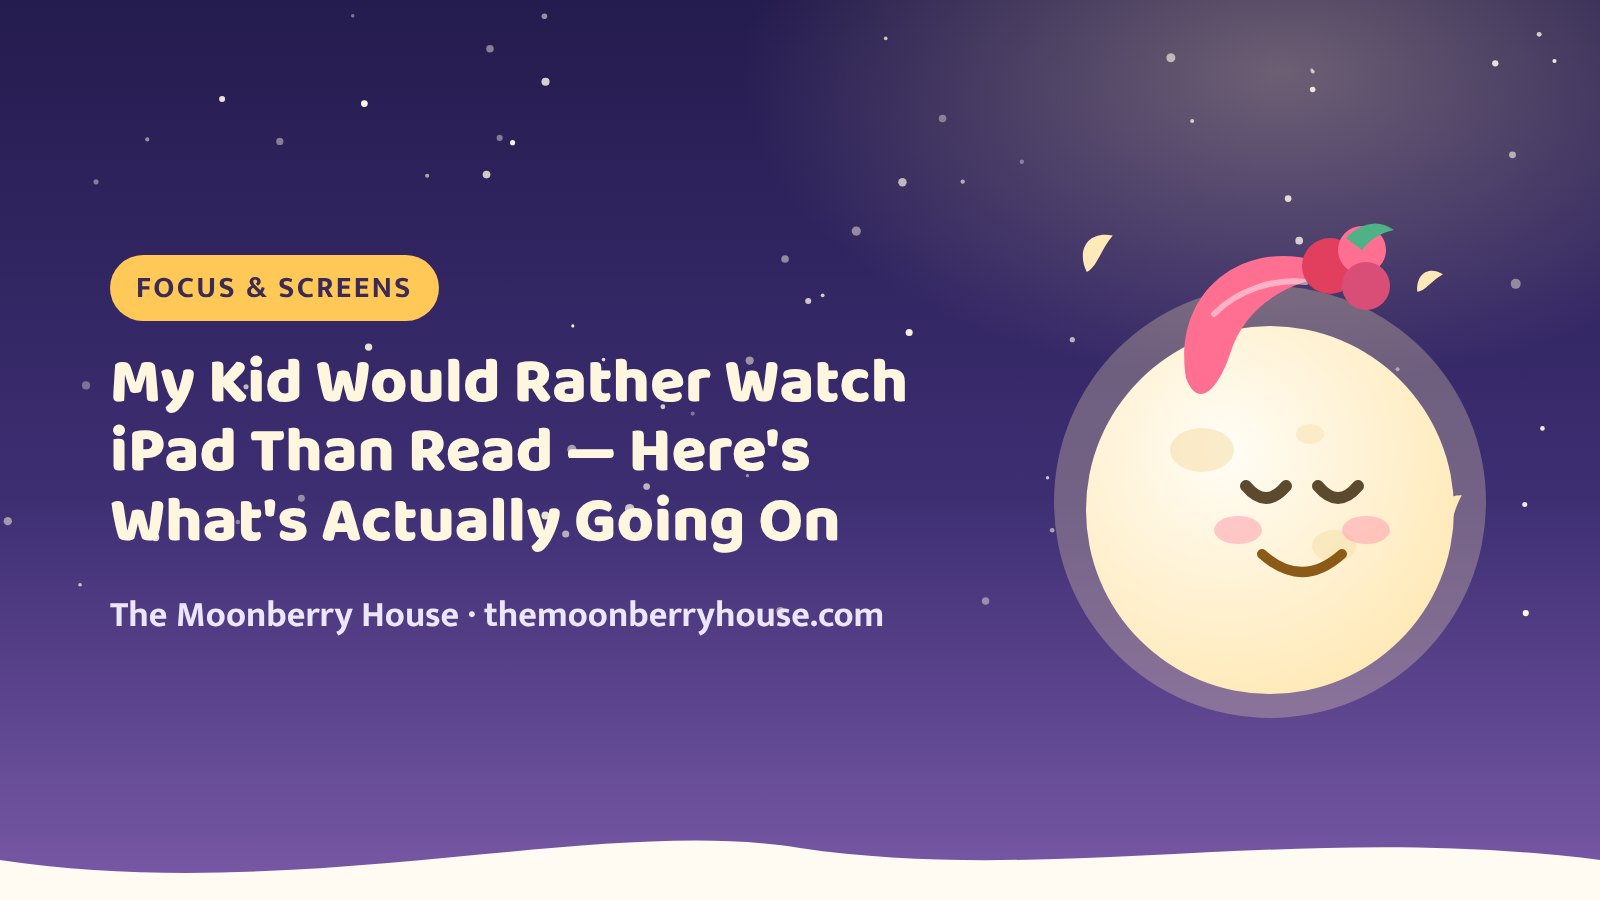 FOCUS & SCREENS
My Kid Would Rather Watch
iPad Than Read — Here's
What's Actually Going On
The Moonberry House · themoonberryhouse.com